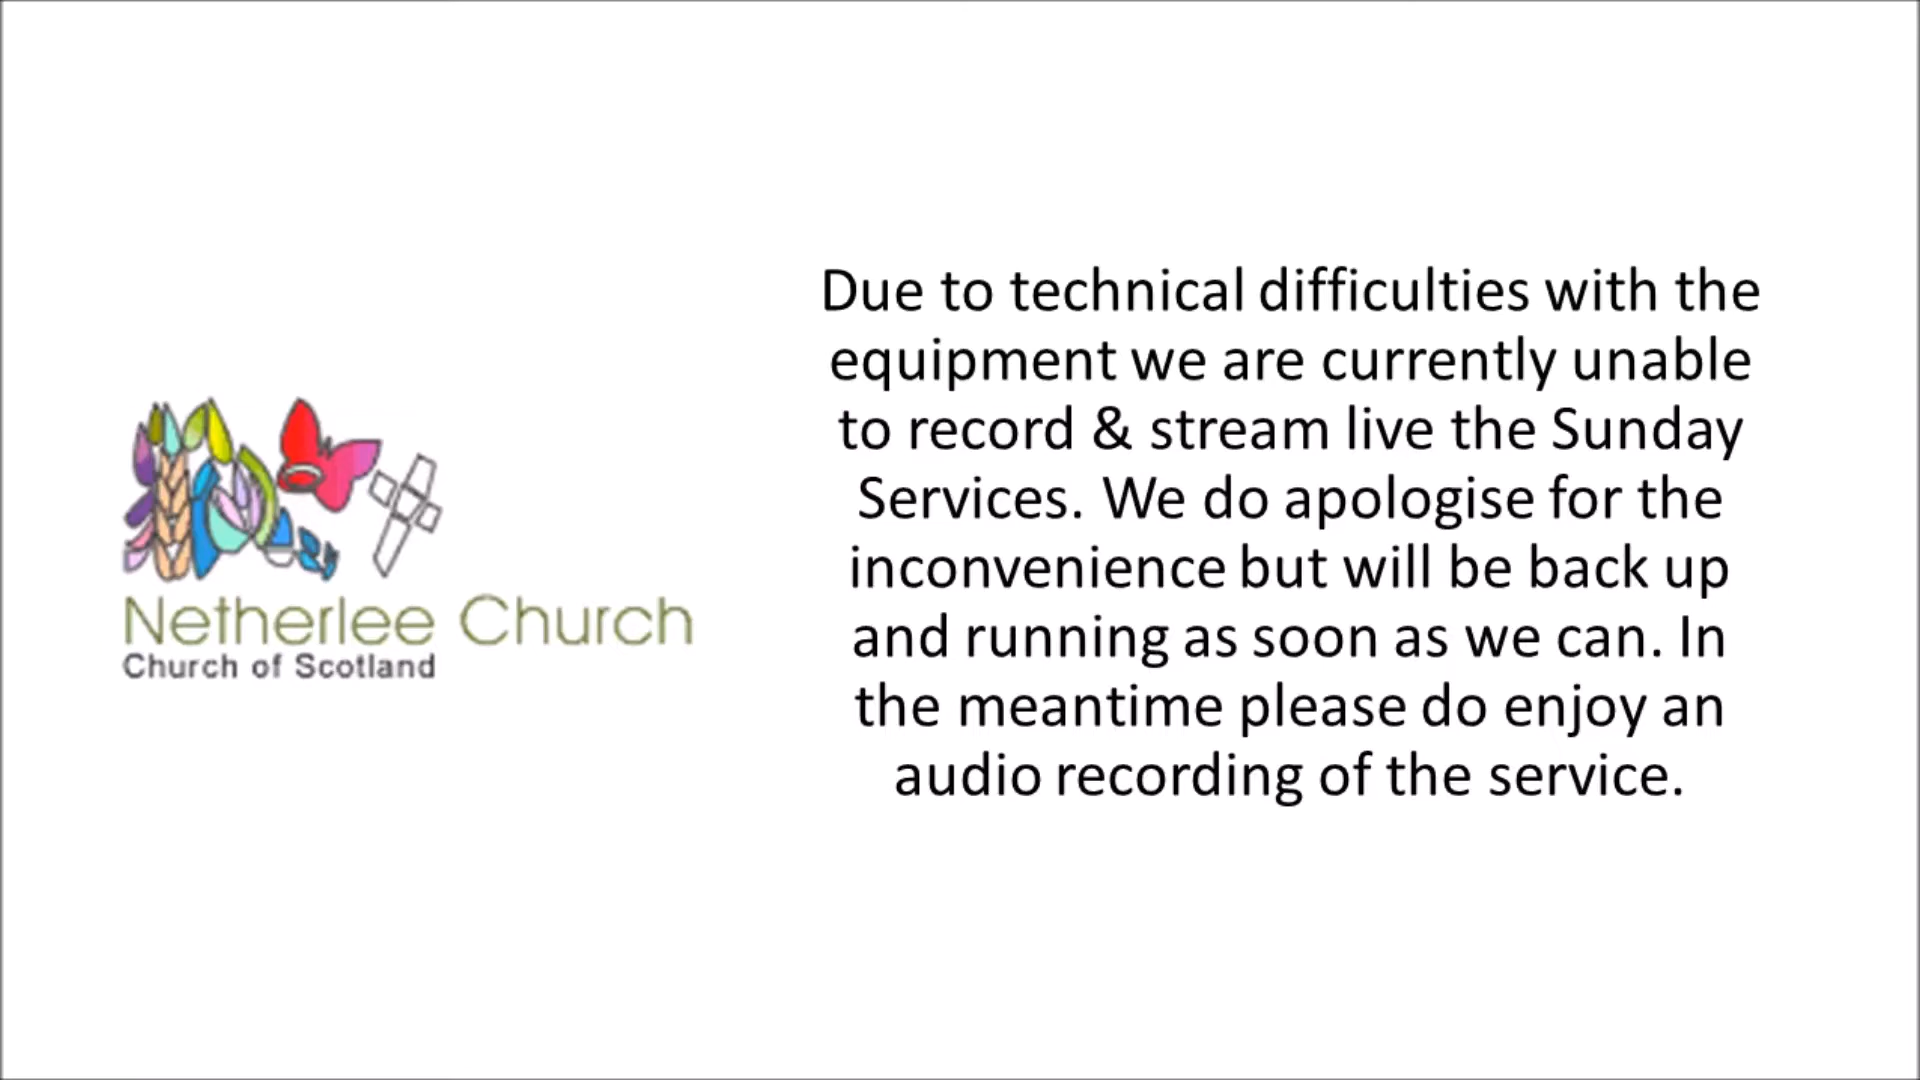 Netherlee Church
Church of Scotland
Due to technical difficulties with the
equipment we are currently unable
to record & stream live the Sunday
Services. We do apologise for the
inconvenience but will be back up
and running as soon as we can. In
the meantime please do enjoy an
audio recording of the service.